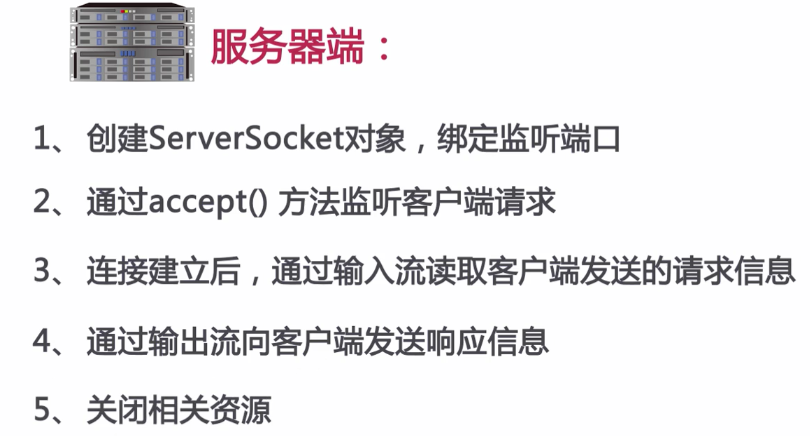 服务器端：
1、 创建ServerSocket对象，绑定监听端口
2、 通过accept() 方法监听客户端请求
3、 连接建立后，通过输入流读取客户端发送的请求信息
4、 通过输出流向客户端发送响应信息
5、 关闭相关资源